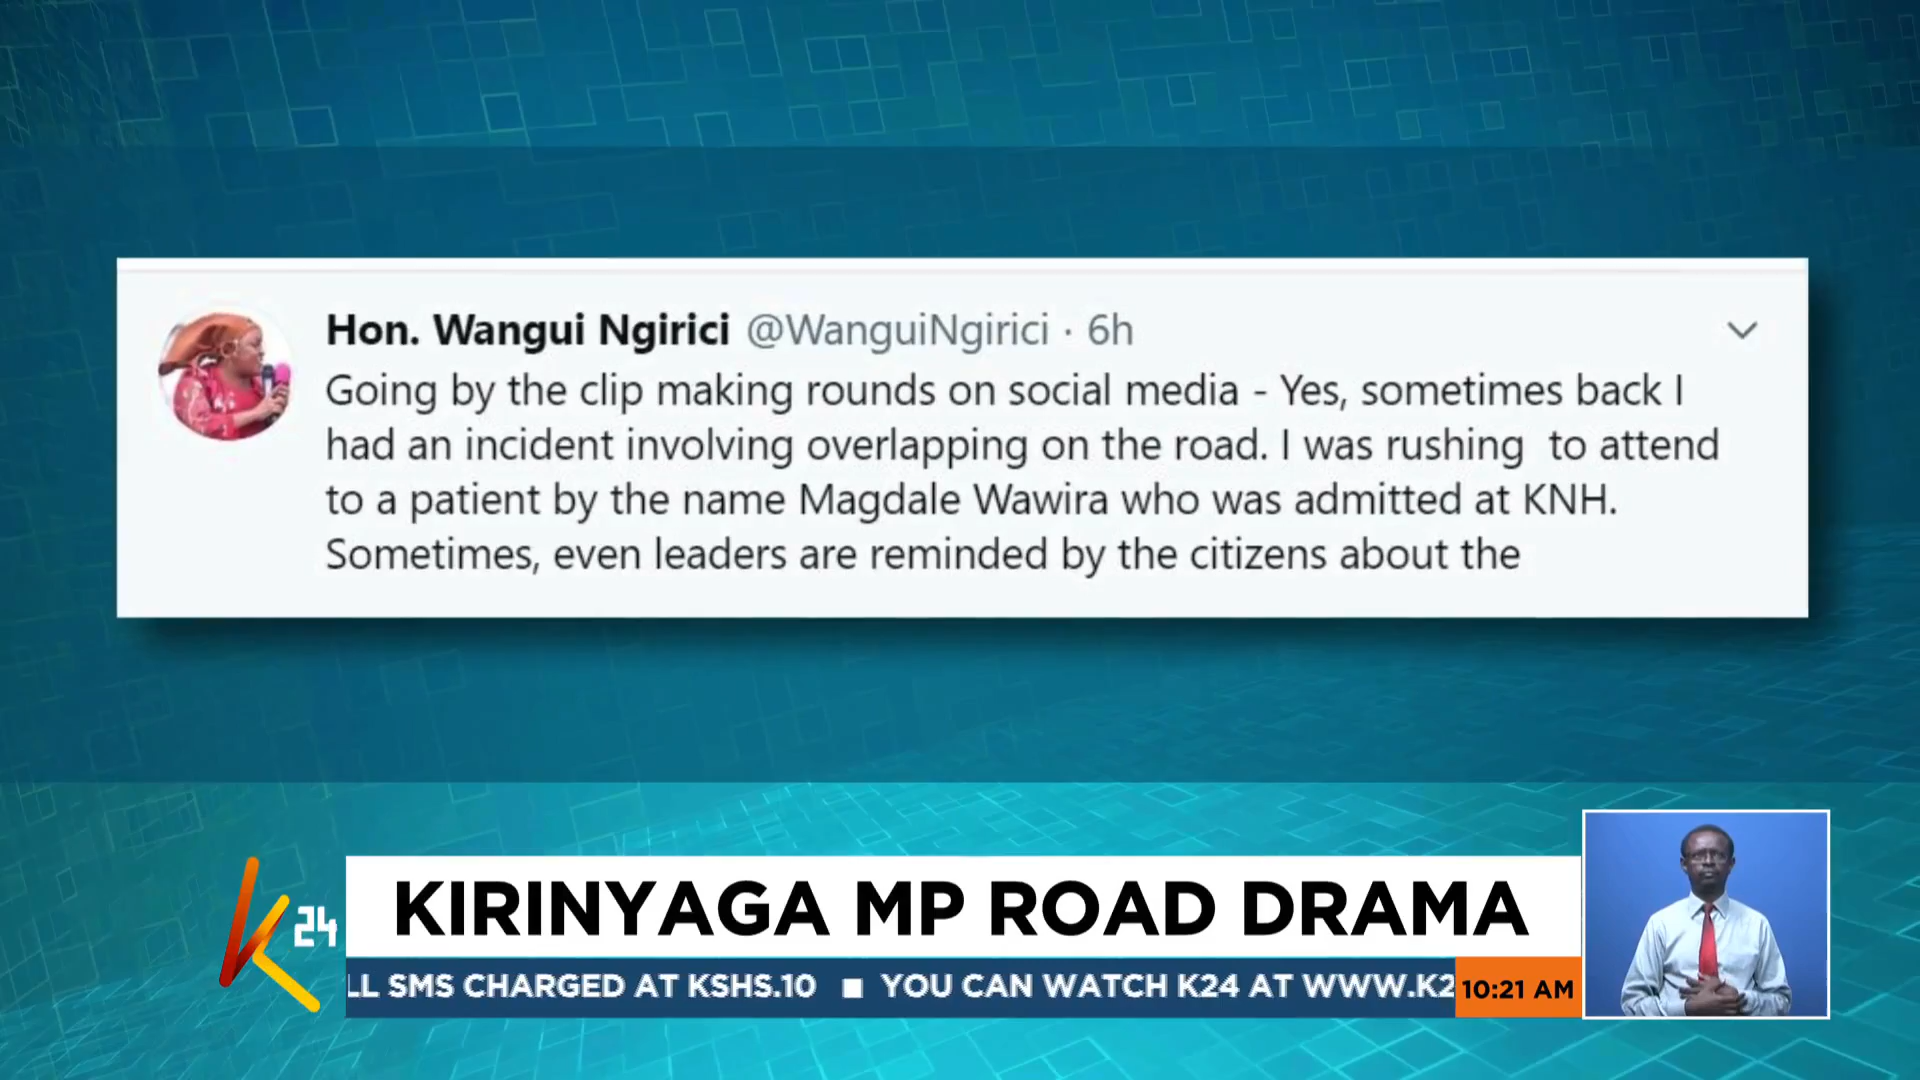 Hon. Wangui Ngirici @WanguiNgirici · 6h
Going by the clip making rounds on social media - Yes, sometimes back I
had an incident involving overlapping on the road. I was rushing to attend
to a patient by the name Magdale Wawira who was admitted at KNH.
Sometimes, even leaders are reminded by the citizens about the
K 24
KIRINYAGA MP ROAD DRAMA
LL SMS CHARGED AT KSHS.10 ■ YOU CAN WATCH K24 AT WWW.K2
10:21 AM